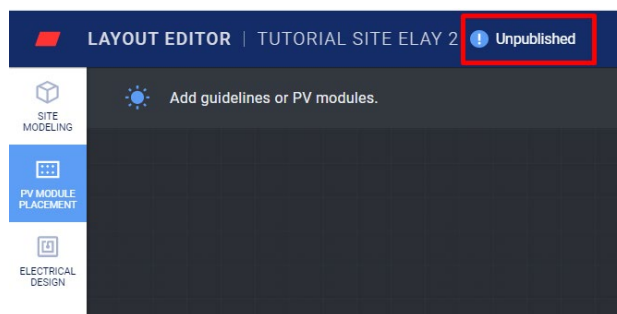 LAYOUT EDITOR | TUTORIAL SITE ELAY 2 Unpublished
Add guidelines or PV modules.
SITE
MODELING
PV MODULE
PLACEMENT
ELECTRICAL
DESIGN